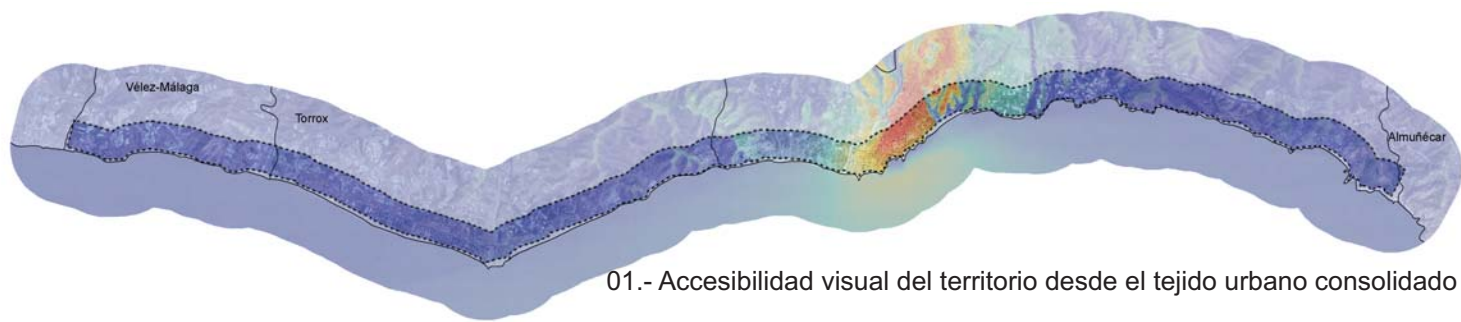 Vélez-Málaga
Torrox
Almuñécar
01.- Accesibilidad visual del territorio desde el tejido urbano consolidado